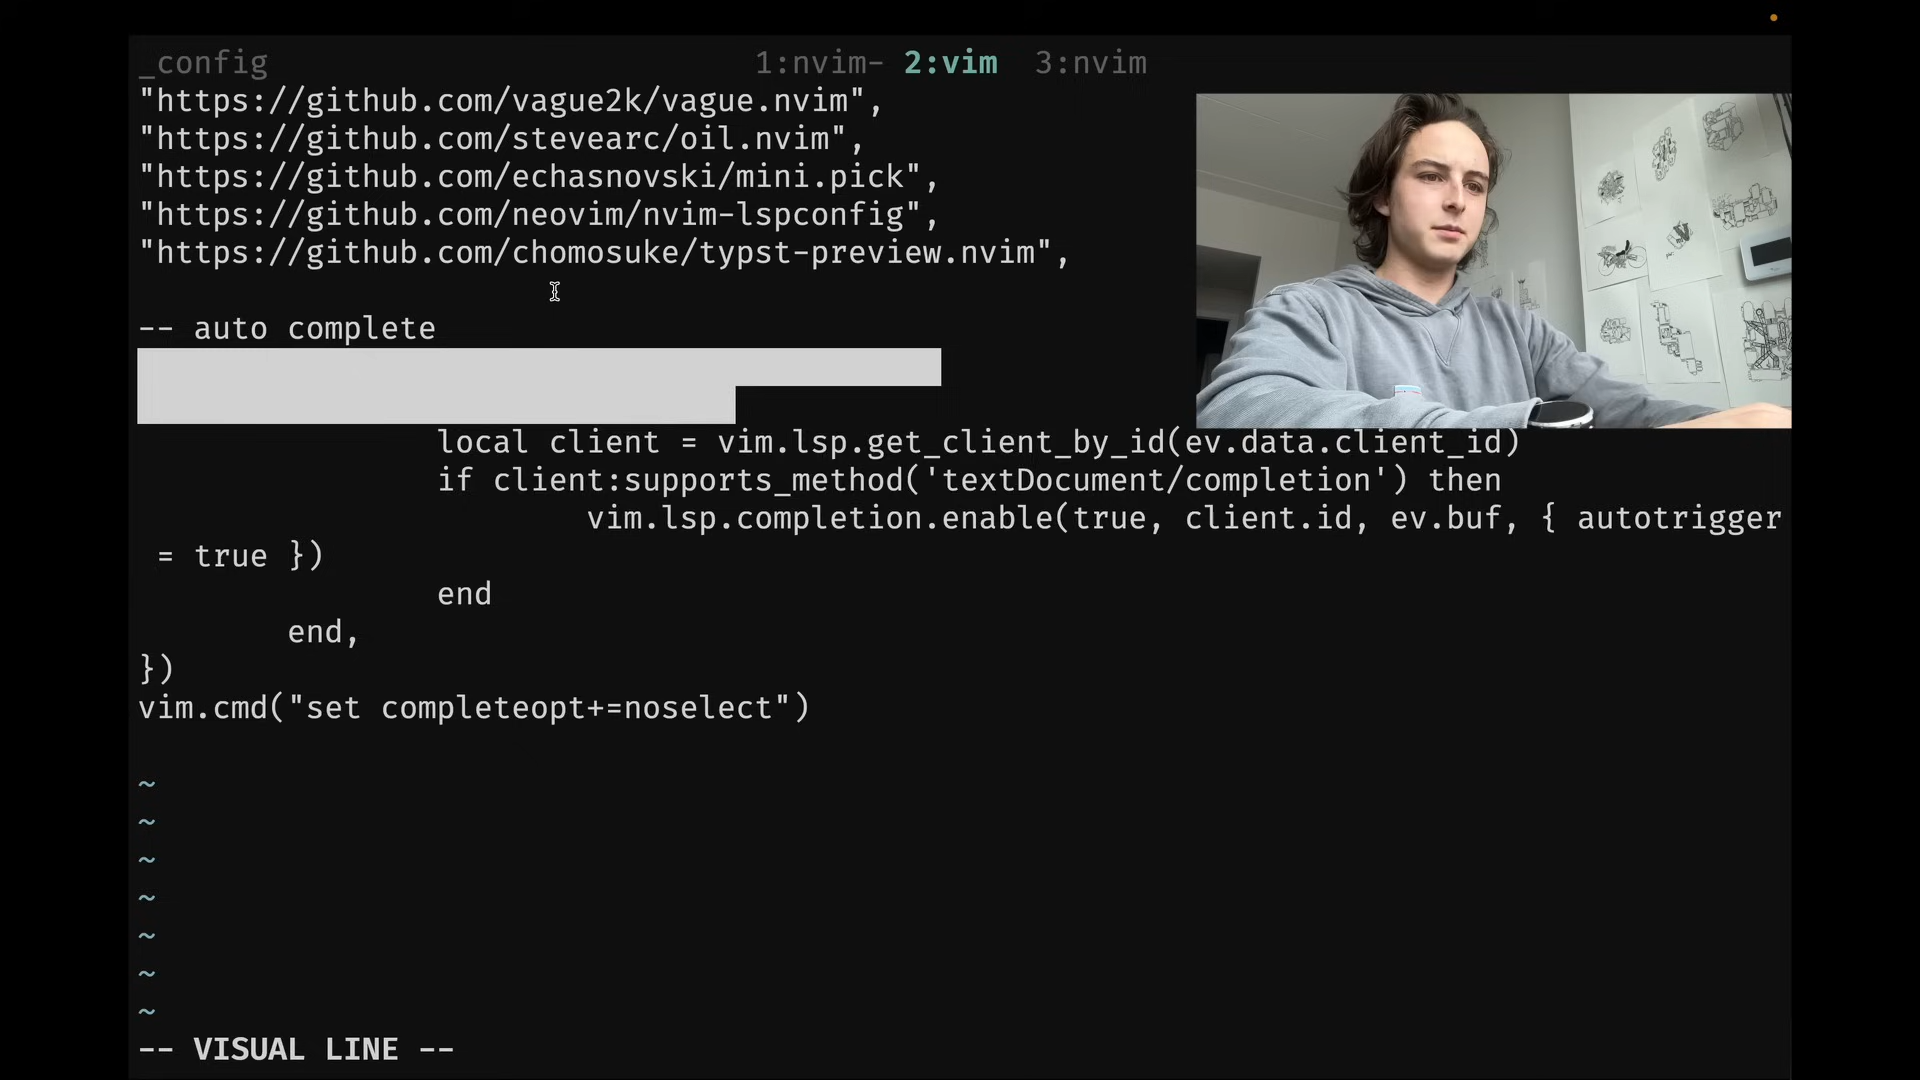 _config 1:nvim- 2:vim 3:nvim
"https://github.com/vague2k/vague.nvim",
"https://github.com/stevearc/oil.nvim",
"https://github.com/echasnovski/mini.pick",
"https://github.com/neovim/nvim-lspconfig",
"https://github.com/chomosuke/typst-preview.nvim",
-- auto complete
local client = vim.lsp.get_client_by_id(ev.data.client_id)
if client:supports_method('textDocument/completion') then
vim.lsp.completion.enable(true, client.id, ev.buf, { autotrigger
= true })
end
end,
})
vim.cmd("set completeopt+=noselect")
~
~
~
~
~
~
~
-- VISUAL LINE --